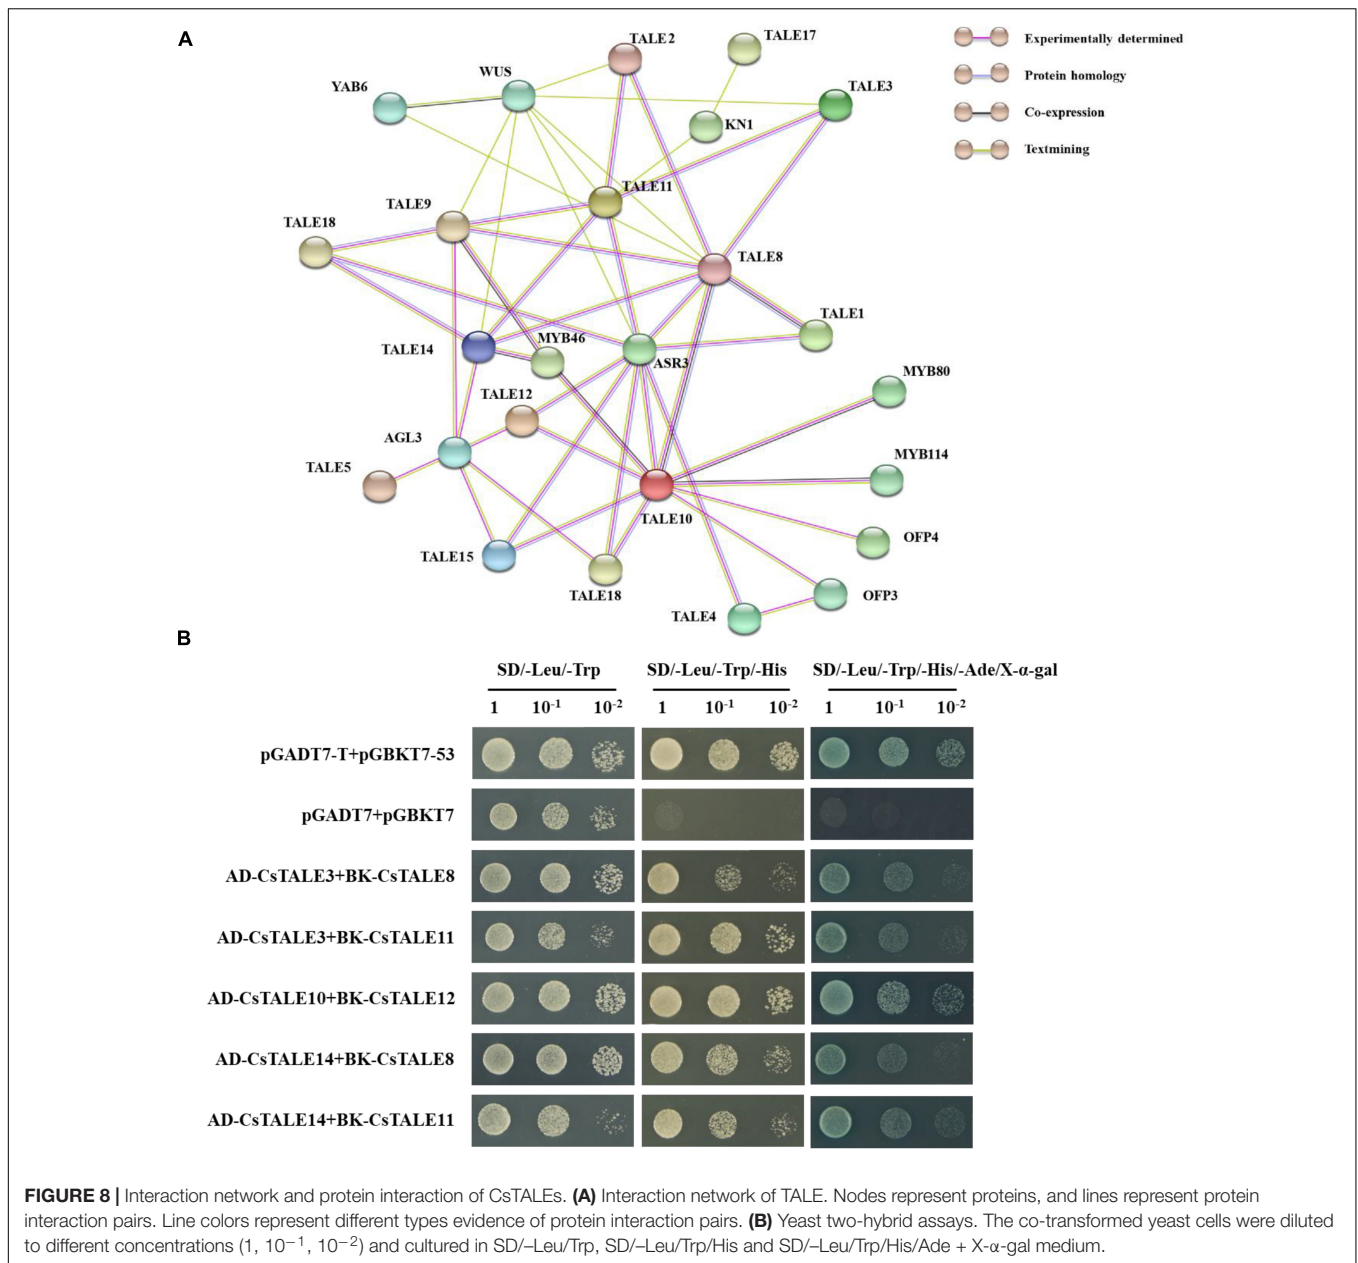 A
TALE2
TALE17
Experimentally determined
WUS
Protein homology
YAB6
TALE3
Co-expression
KN1
Textmining
TALE11
TALE9
TALE18
TALE8
TALE1
MYB46
TALE14
ASR3
MYB80
TALE12
AGL3
MYB114
TALE5
TALE10
OFP4
TALE15
TALE18
OFP3
TALE4
B
SD/-Leu/-Trp SD/-Leu/-Trp/-His SD/-Leu/-Trp/-His/-Ade/X-α-gal
1 10⁻¹ 10⁻² 1 10⁻¹ 10⁻² 1 10⁻¹ 10⁻²
pGADT7-T+pGBKT7-53
pGADT7+pGBKT7
AD-CsTALE3+BK-CsTALE8
AD-CsTALE3+BK-CsTALE11
AD-CsTALE10+BK-CsTALE12
AD-CsTALE14+BK-CsTALE8
AD-CsTALE14+BK-CsTALE11
FIGURE 8 | Interaction network and protein interaction of CsTALEs. (A) Interaction network of TALE. Nodes represent proteins, and lines represent protein
interaction pairs. Line colors represent different types evidence of protein interaction pairs. (B) Yeast two-hybrid assays. The co-transformed yeast cells were diluted
to different concentrations (1, 10⁻¹, 10⁻²) and cultured in SD/–Leu/Trp, SD/–Leu/Trp/His and SD/–Leu/Trp/His/Ade + X-α-gal medium.